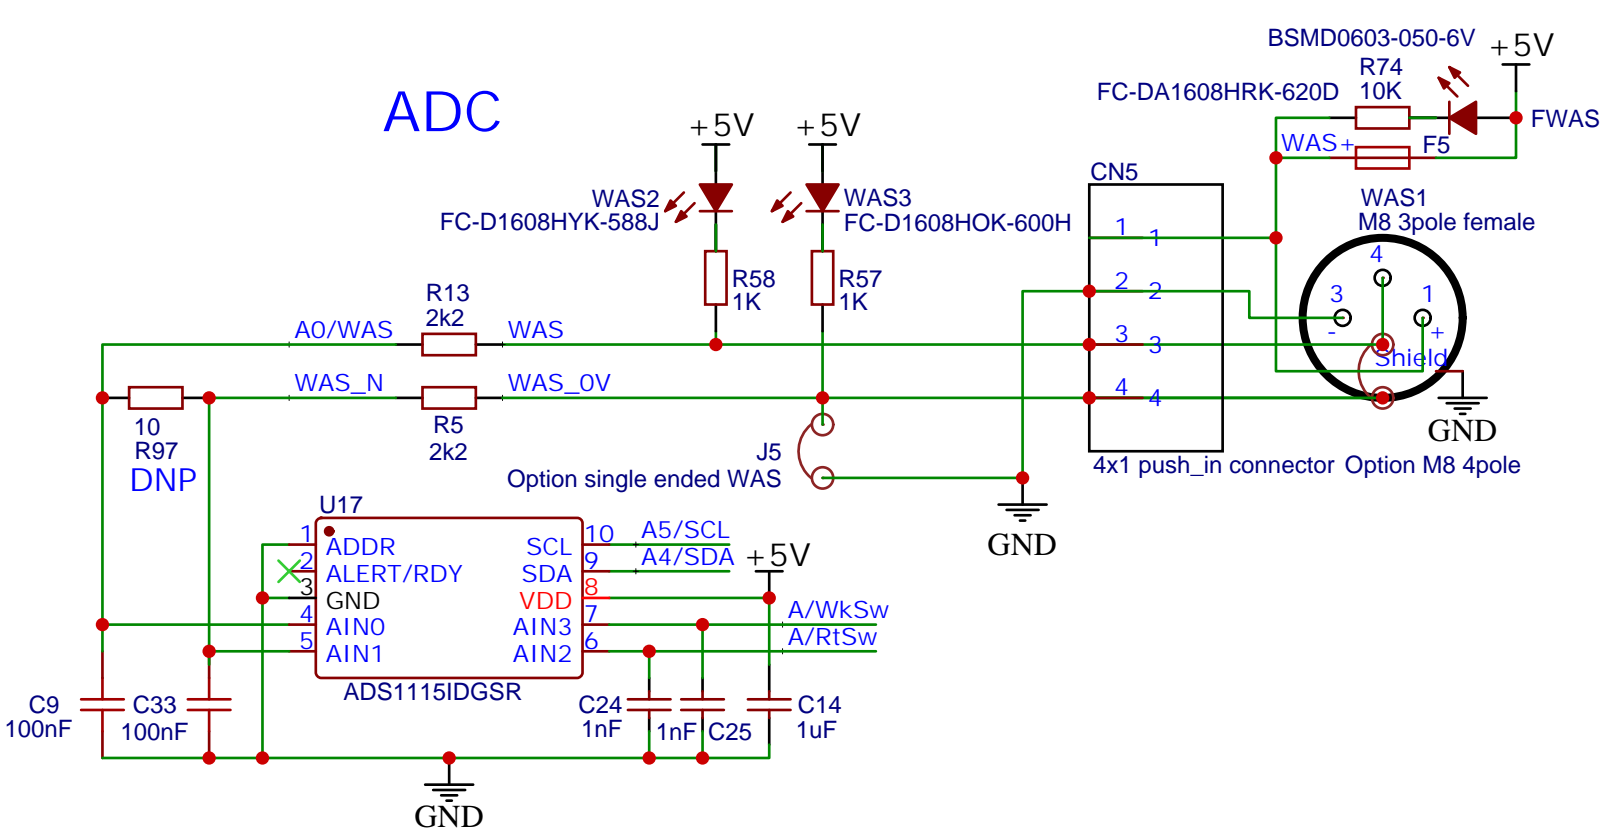 BSMD0603-050-6V
+5V
R74
FC-DA1608HRK-620D
10K
ADC
FWAS
+5V
+5V
WAS+
F5
CN5
WAS2
WAS3
WAS1
FC-D1608HYK-588J
FC-D1608HOK-600H
M8 3pole female
1
1
4
R58
R57
2
2
3
1
R13
1K
1K
2k2
A0/WAS
WAS
3
3
-
+
Shield
WAS_N
WAS_0V
4
4
10
R5
GND
R97
2k2
J5
DNP
Option single ended WAS
4x1 push_in connector
Option M8 4pole
U17
1
ADDR
SCL
10
A5/SCL
GND
2
ALERT/RDY
SDA
9
A4/SDA
+5V
3
GND
VDD
8
4
AIN0
AIN3
7
A/WkSw
5
AIN1
AIN2
6
A/RtSw
ADS1115IDGSR
C9
C33
C24
C14
100nF
100nF
1nF
1nF
C25
1uF
GND